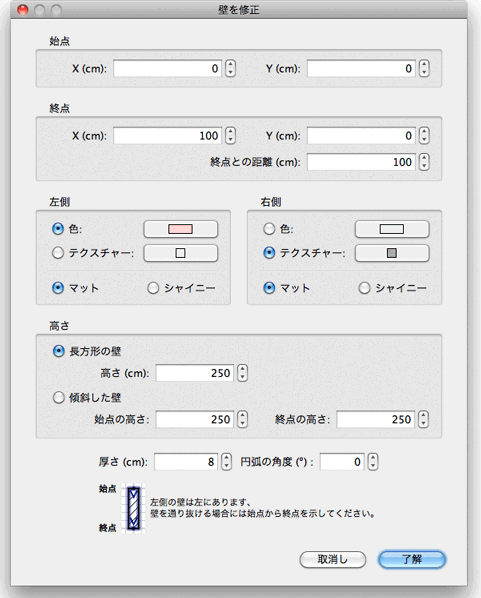 壁を修正
始点
X (cm): 0 Y (cm): 0
終点
X (cm): 100 Y (cm): 0
終点との距離 (cm): 100
左側
色:
テクスチャー:
マット シャイニー
右側
色:
テクスチャー:
マット シャイニー
高さ
長方形の壁
高さ (cm): 250
傾斜した壁
始点の高さ: 250 終点の高さ: 250
厚さ (cm): 8 円弧の角度 (°) : 0
始点
終点
左側の壁は左にあります、
壁を通り抜ける場合には始点から終点を示してください。
取消し 了解